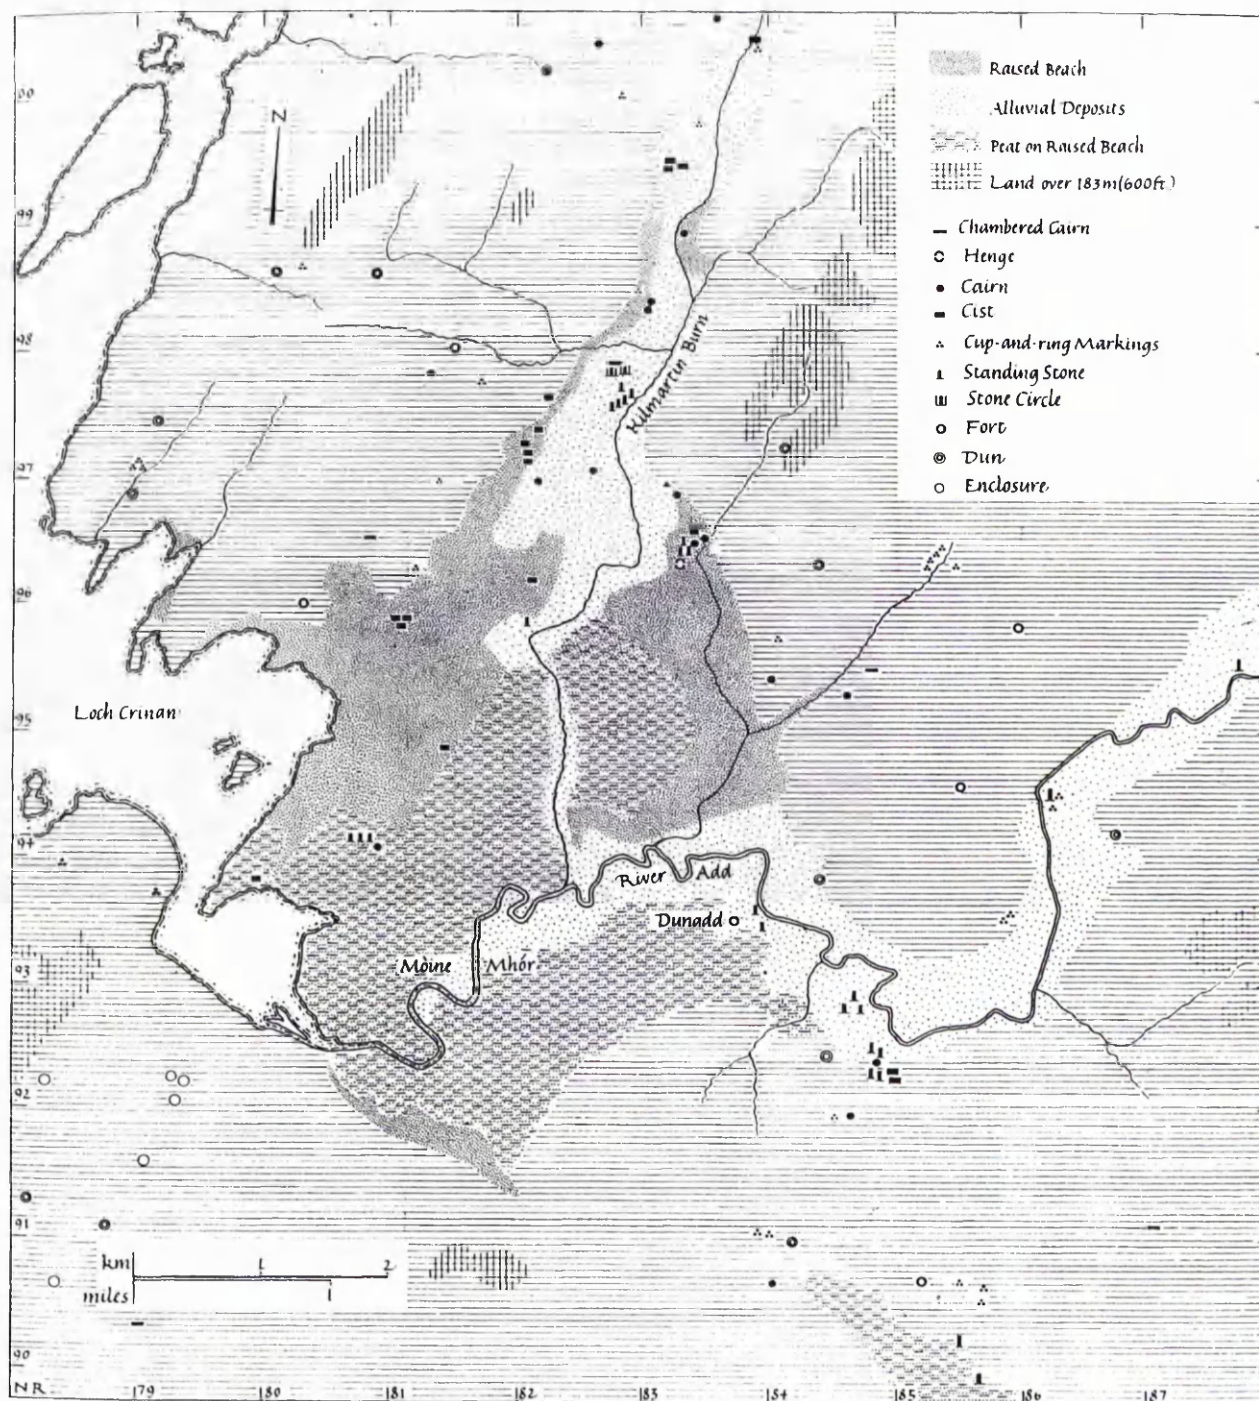 Raised Beach
Alluvial Deposits
Peat on Raised Beach
Land over 183m(600ft)
Chambered Cairn
Henge
Cairn
Cist
Cup-and-ring Markings
Standing Stone
Stone Circle
Fort
Dun
Enclosure
N
99
99
98
97
96
95
94
93
92
91
90
Kilmartin Burn
Loch Crinan
River Add
Dunadd
Mòine Mhór
km 1 2
miles 1
NR 179 180 181 182 183 184 185 186 187